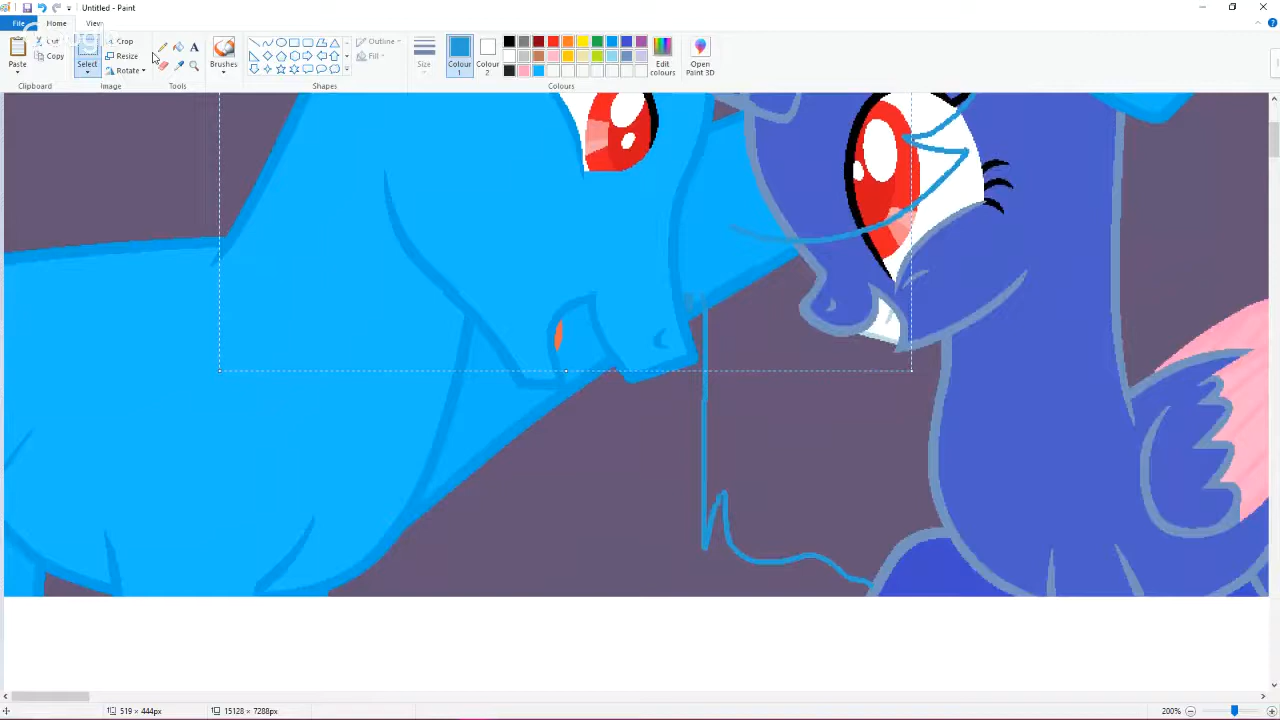 Untitled - Paint
File Home View
Paste
Cut
Copy
Clipboard
Select
Crop
Resize
Rotate
Image
A
Tools
Brushes
Outline
Fill
Shapes
Size
Colour 1
Colour 2
Edit colours
Open Paint 3D
Colours
519 × 444px
15128 × 7288px
200%